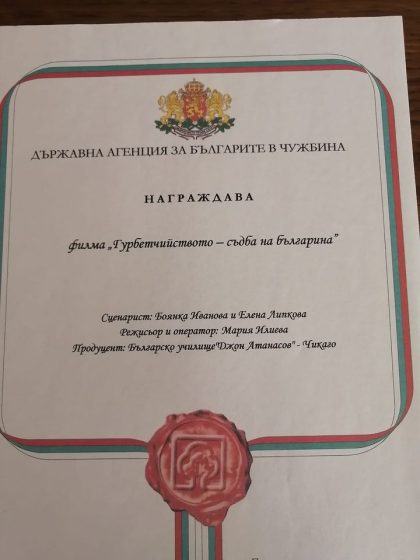 ДЪРЖАВНА АГЕНЦИЯ ЗА БЪЛГАРИТЕ В ЧУЖБИНА
НАГРАЖДАВА
филма „Гурбетчийството – съдба на българина”
Сценарист: Боянка Иванова и Елена Липкова
Режисьор и оператор: Мария Илиева
Продуцент: Българско училище"Джон Атанасов" - Чикаго